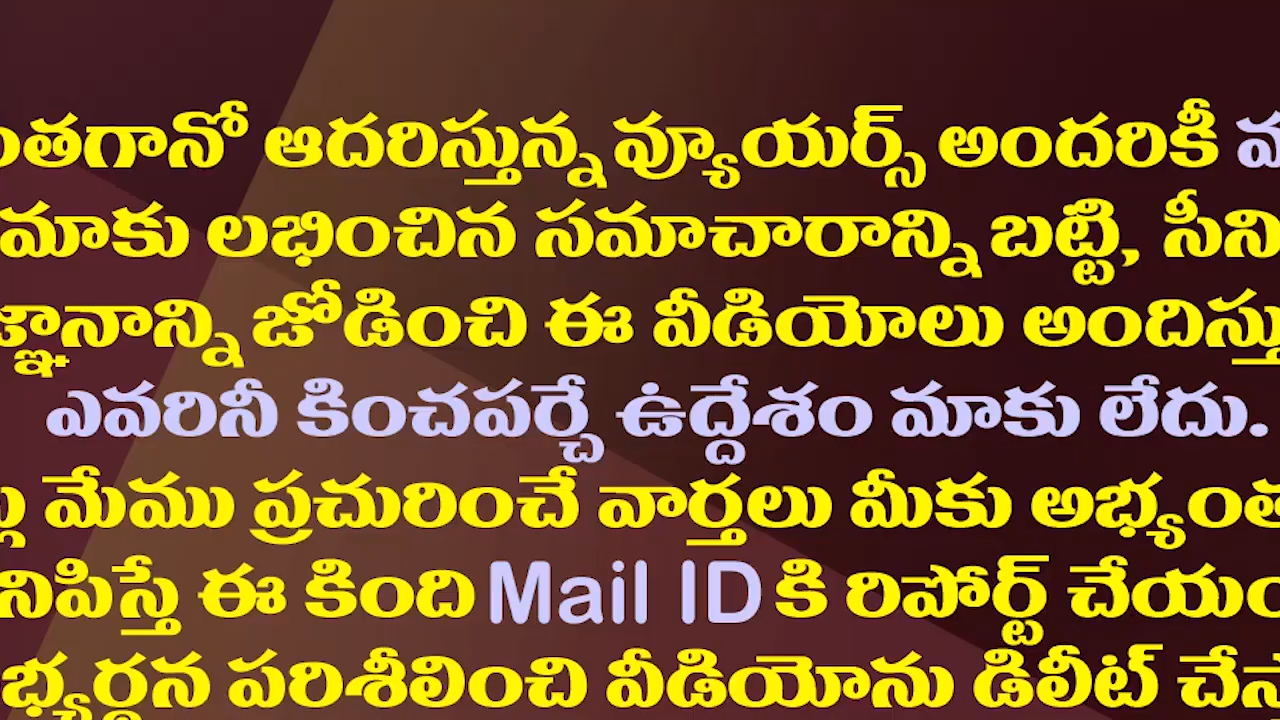 ఆదరిస్తున్న వ్యూయర్స్ అందరికీ
మాకు లభించిన సమాచారాన్ని బట్టి,
జోడించి ఈ వీడియోలు
ఎవరినీ కించపర్చే ఉద్దేశం మాకు లేదు.
మేము ప్రచురించే వార్తలు మీకు
ఈ కింది Mail ID కి రిపోర్ట్
పరిశీలించి వీడియోను డిలీట్